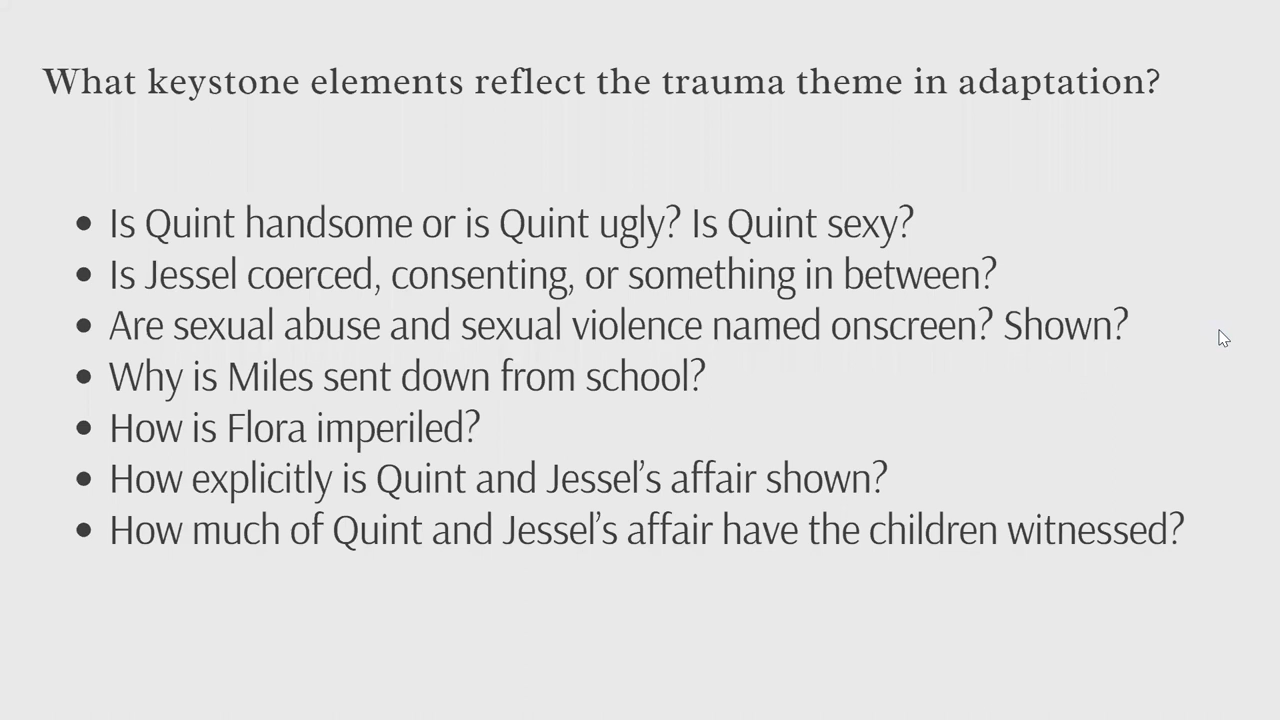 What keystone elements reflect the trauma theme in adaptation?
• Is Quint handsome or is Quint ugly? Is Quint sexy?
• Is Jessel coerced, consenting, or something in between?
• Are sexual abuse and sexual violence named onscreen? Shown?
• Why is Miles sent down from school?
• How is Flora imperiled?
• How explicitly is Quint and Jessel’s affair shown?
• How much of Quint and Jessel’s affair have the children witnessed?